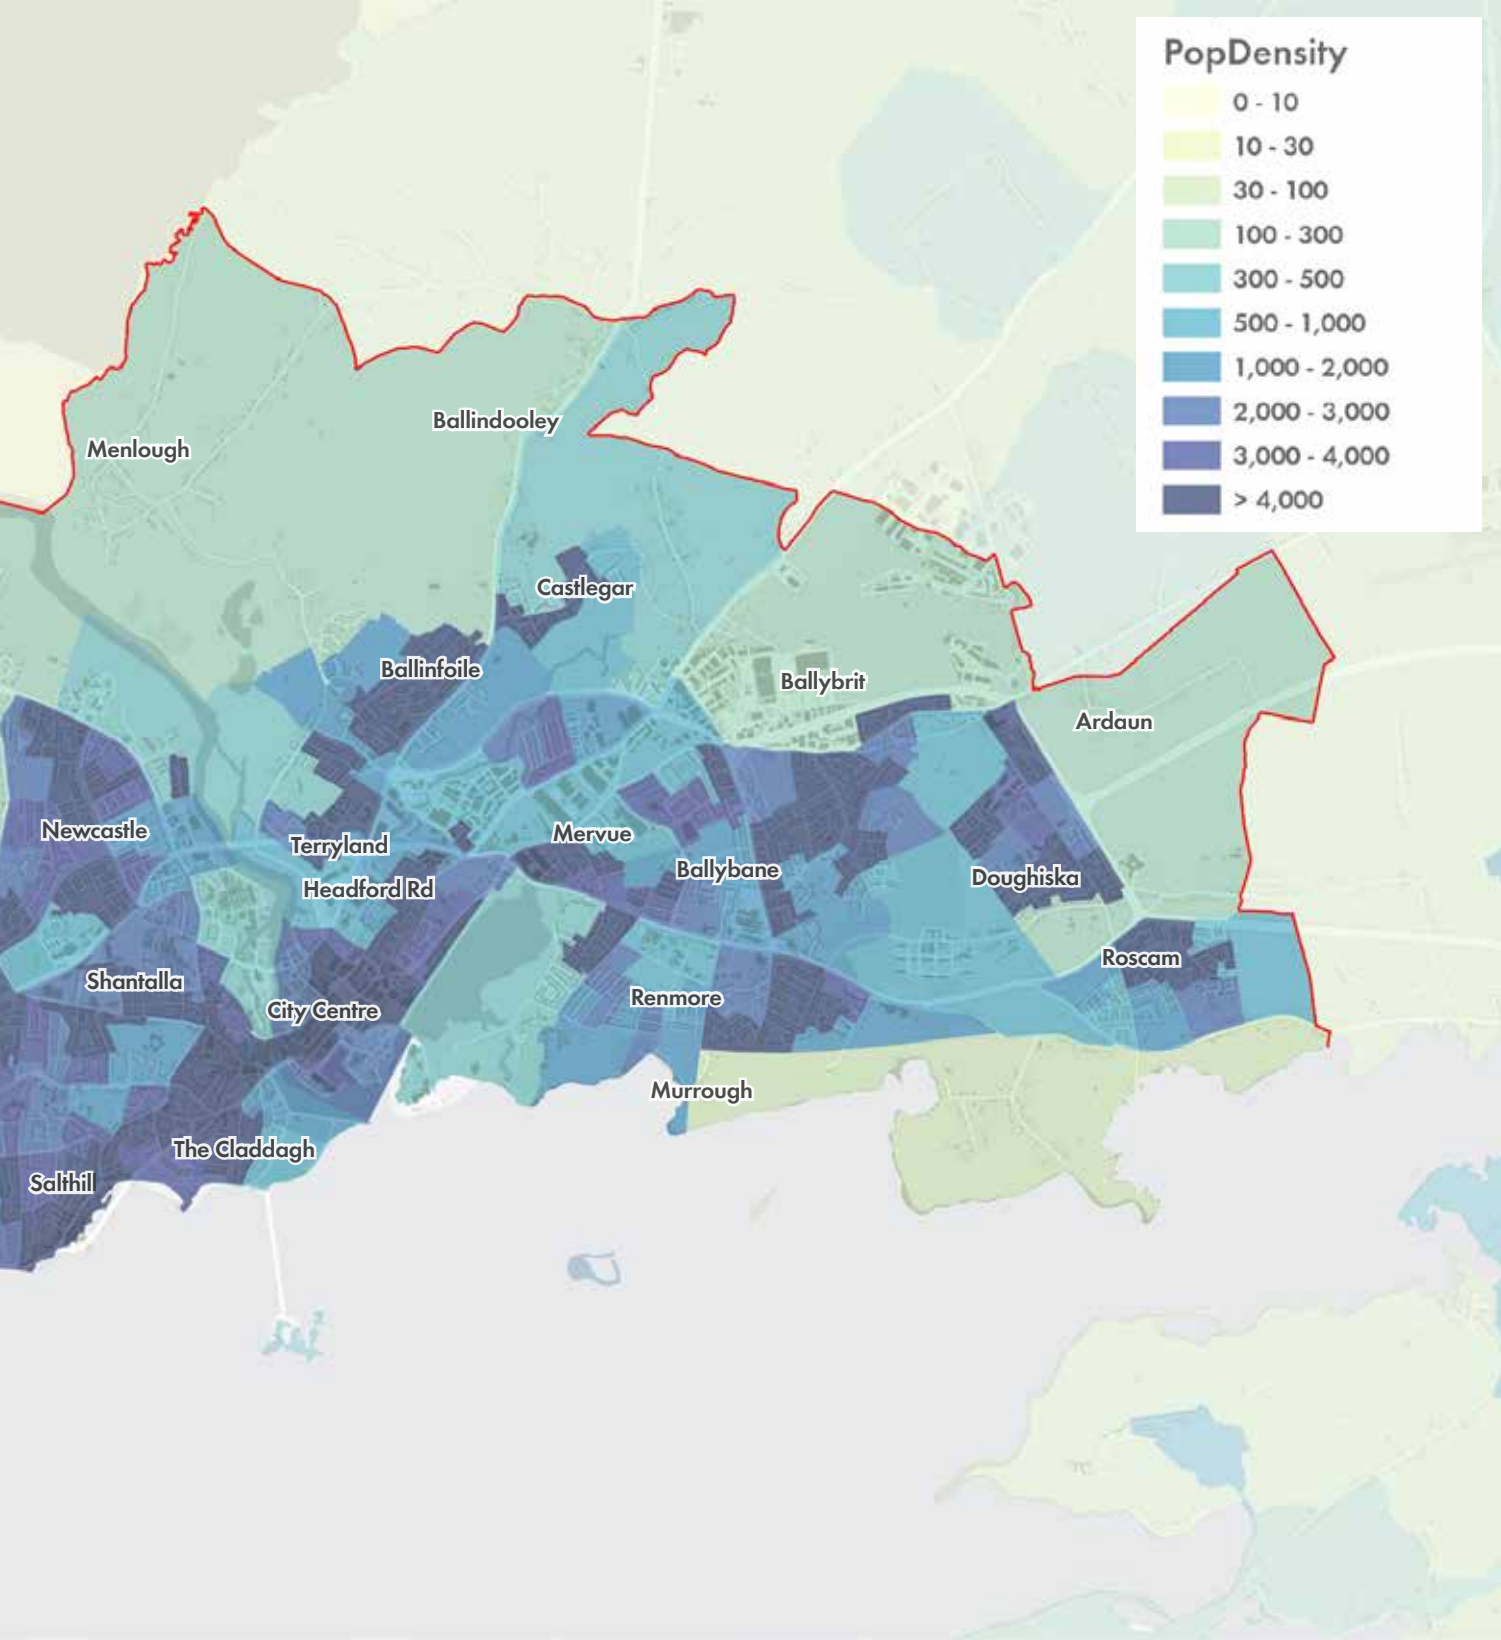 PopDensity
0 - 10
10 - 30
30 - 100
100 - 300
300 - 500
500 - 1,000
1,000 - 2,000
2,000 - 3,000
3,000 - 4,000
> 4,000
Ballindooley
Menlough
Castlegar
Ballinfoile
Ballybrit
Ardaun
Newcastle
Mervue
Terryland
Ballybane
Doughiska
Headford Rd
Roscam
Shantalla
Renmore
City Centre
Murrough
The Claddagh
Salthill